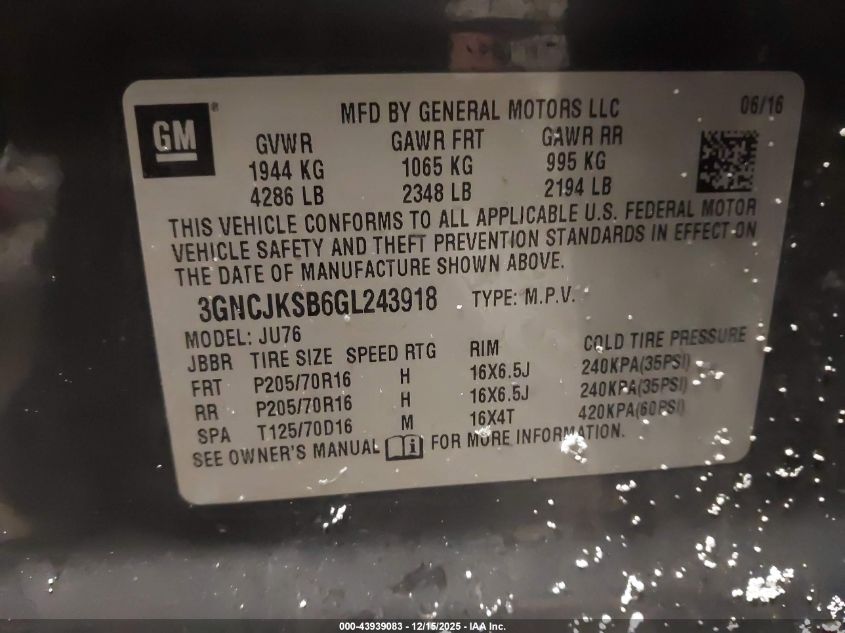 GM ®
MFD BY GENERAL MOTORS LLC 06/16
GVWR GAWR FRT GAWR RR
1944 KG 1065 KG 995 KG
4286 LB 2348 LB 2194 LB
THIS VEHICLE CONFORMS TO ALL APPLICABLE U.S. FEDERAL MOTOR
VEHICLE SAFETY AND THEFT PREVENTION STANDARDS IN EFFECT ON
THE DATE OF MANUFACTURE SHOWN ABOVE.
3GNCJKSB6GL243918 TYPE: M.P.V.
MODEL: JU76
JBBR TIRE SIZE SPEED RTG RIM COLD TIRE PRESSURE
FRT P205/70R16 H 16X6.5J 240KPA(35PSI)
RR P205/70R16 H 16X6.5J 240KPA(35PSI)
SPA T125/70D16 M 16X4T 420KPA(60PSI)
SEE OWNER'S MANUAL i FOR MORE INFORMATION.
000-43939083 - 12/15/2025 - IAA Inc.